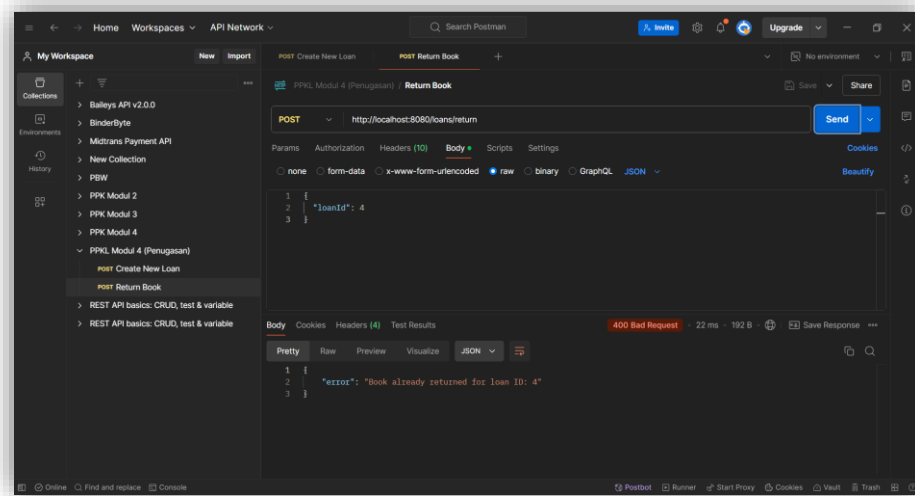 Home Workspaces API Network Search Postman Invite Upgrade
My Workspace New Import POST Create New Loan POST Return Book No environment
Collections
Environments
History
Baileys API v2.0.0
BinderByte
Midtrans Payment API
New Collection
PBW
PPK Modul 2
PPK Modul 3
PPK Modul 4
PPKL Modul 4 (Penugasan)
POST Create New Loan
POST Return Book
REST API basics: CRUD, test & variable
REST API basics: CRUD, test & variable
PPKL Modul 4 (Penugasan) / Return Book Save Share
POST http://localhost:8080/loans/return Send
Params Authorization Headers (10) Body Scripts Settings Cookies
none form-data x-www-form-urlencoded raw binary GraphQL JSON Beautify
1 {
2 "loanId": 4
3 }
Body Cookies Headers (4) Test Results 400 Bad Request 22 ms 192 B Save Response
Pretty Raw Preview Visualize JSON
1 {
2 "error": "Book already returned for loan ID: 4"
3 }
Online Find and replace Console Postbot Runner Start Proxy Cookies Vault Trash